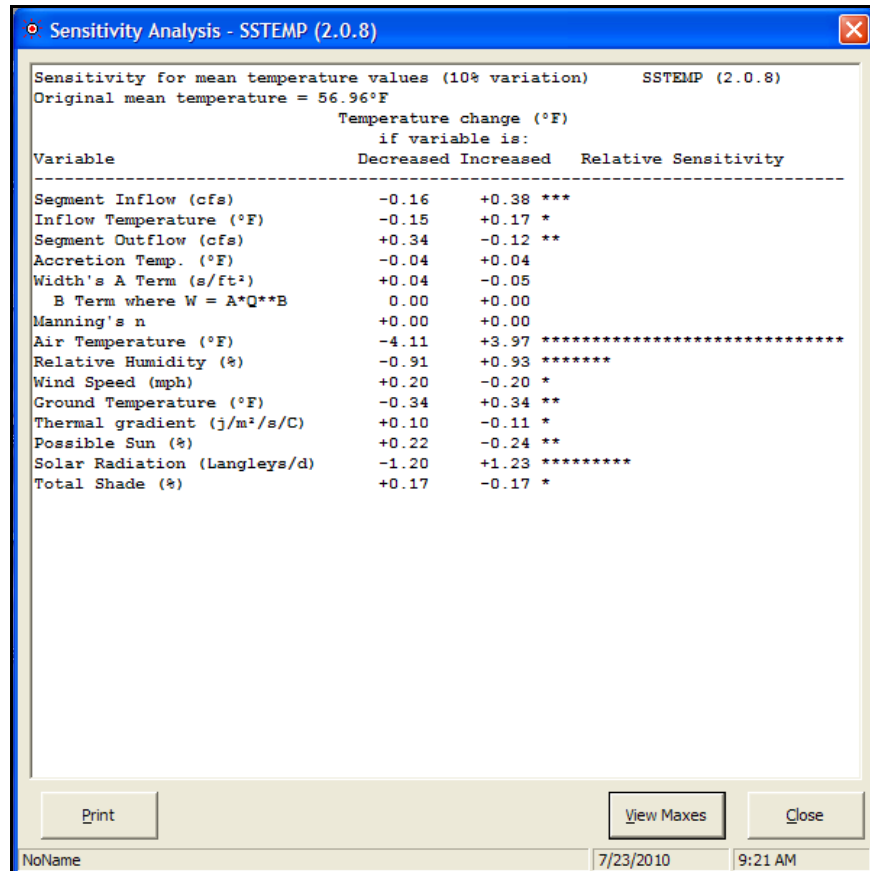 Sensitivity Analysis - SSTEMP (2.0.8)
Sensitivity for mean temperature values (10% variation) SSTEMP (2.0.8)
Original mean temperature = 56.96°F
Temperature change (°F)
if variable is:
Variable Decreased Increased Relative Sensitivity
--------------------------------------------------------------------------------
Segment Inflow (cfs) -0.16 +0.38 ***
Inflow Temperature (°F) -0.15 +0.17 *
Segment Outflow (cfs) +0.34 -0.12 **
Accretion Temp. (°F) -0.04 +0.04
Width's A Term (s/ft²) +0.04 -0.05
B Term where W = A*Q**B 0.00 +0.00
Manning's n +0.00 +0.00
Air Temperature (°F) -4.11 +3.97 ******************************
Relative Humidity (%) -0.91 +0.93 *******
Wind Speed (mph) +0.20 -0.20 *
Ground Temperature (°F) -0.34 +0.34 **
Thermal gradient (j/m²/s/C) +0.10 -0.11 *
Possible Sun (%) +0.22 -0.24 **
Solar Radiation (Langleys/d) -1.20 +1.23 *********
Total Shade (%) +0.17 -0.17 *
Print View Maxes Close
NoName 7/23/2010 9:21 AM